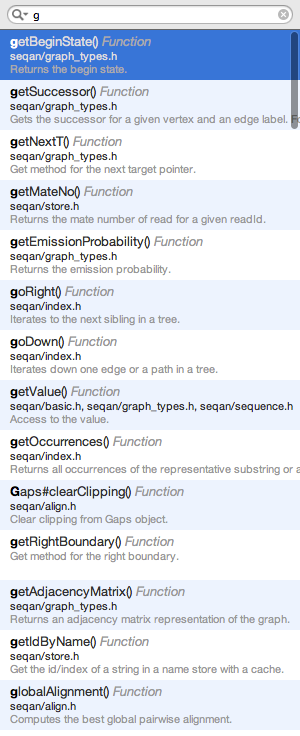 g
getBeginState() Function
seqan/graph_types.h
Returns the begin state.
getSuccessor() Function
seqan/graph_types.h
Gets the successor for a given vertex and an edge label.
getNextT() Function
seqan/graph_types.h
Get method for the next target pointer.
getMateNo() Function
seqan/store.h
Returns the mate number of read for a given readId.
getEmissionProbability() Function
seqan/graph_types.h
Returns the emission probability.
goRight() Function
seqan/index.h
Iterates to the next sibling in a tree.
goDown() Function
seqan/index.h
Iterates down one edge or a path in a tree.
getValue() Function
seqan/basic.h, seqan/graph_types.h, seqan/sequence.h
Access to the value.
getOccurrences() Function
seqan/index.h
Returns all occurrences of the representative substring or a
Gaps#clearClipping() Function
seqan/align.h
Clear clipping from Gaps object.
getRightBoundary() Function
Get method for the right boundary.
getAdjacencyMatrix() Function
seqan/graph_types.h
Returns an adjacency matrix representation of the graph.
getIdByName() Function
seqan/store.h
Get the id/index of a string in a name store with a cache.
globalAlignment() Function
seqan/align.h
Computes the best global pairwise alignment.